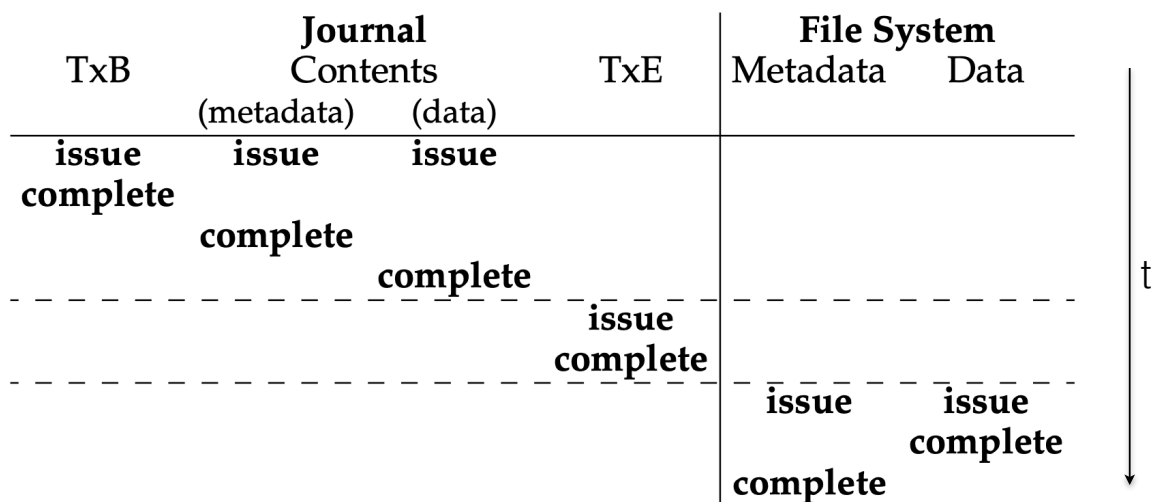 Journal File System
TxB Contents TxE Metadata Data
(metadata) (data)
issue issue issue
complete
complete
complete
t
issue
complete
issue issue
complete
complete